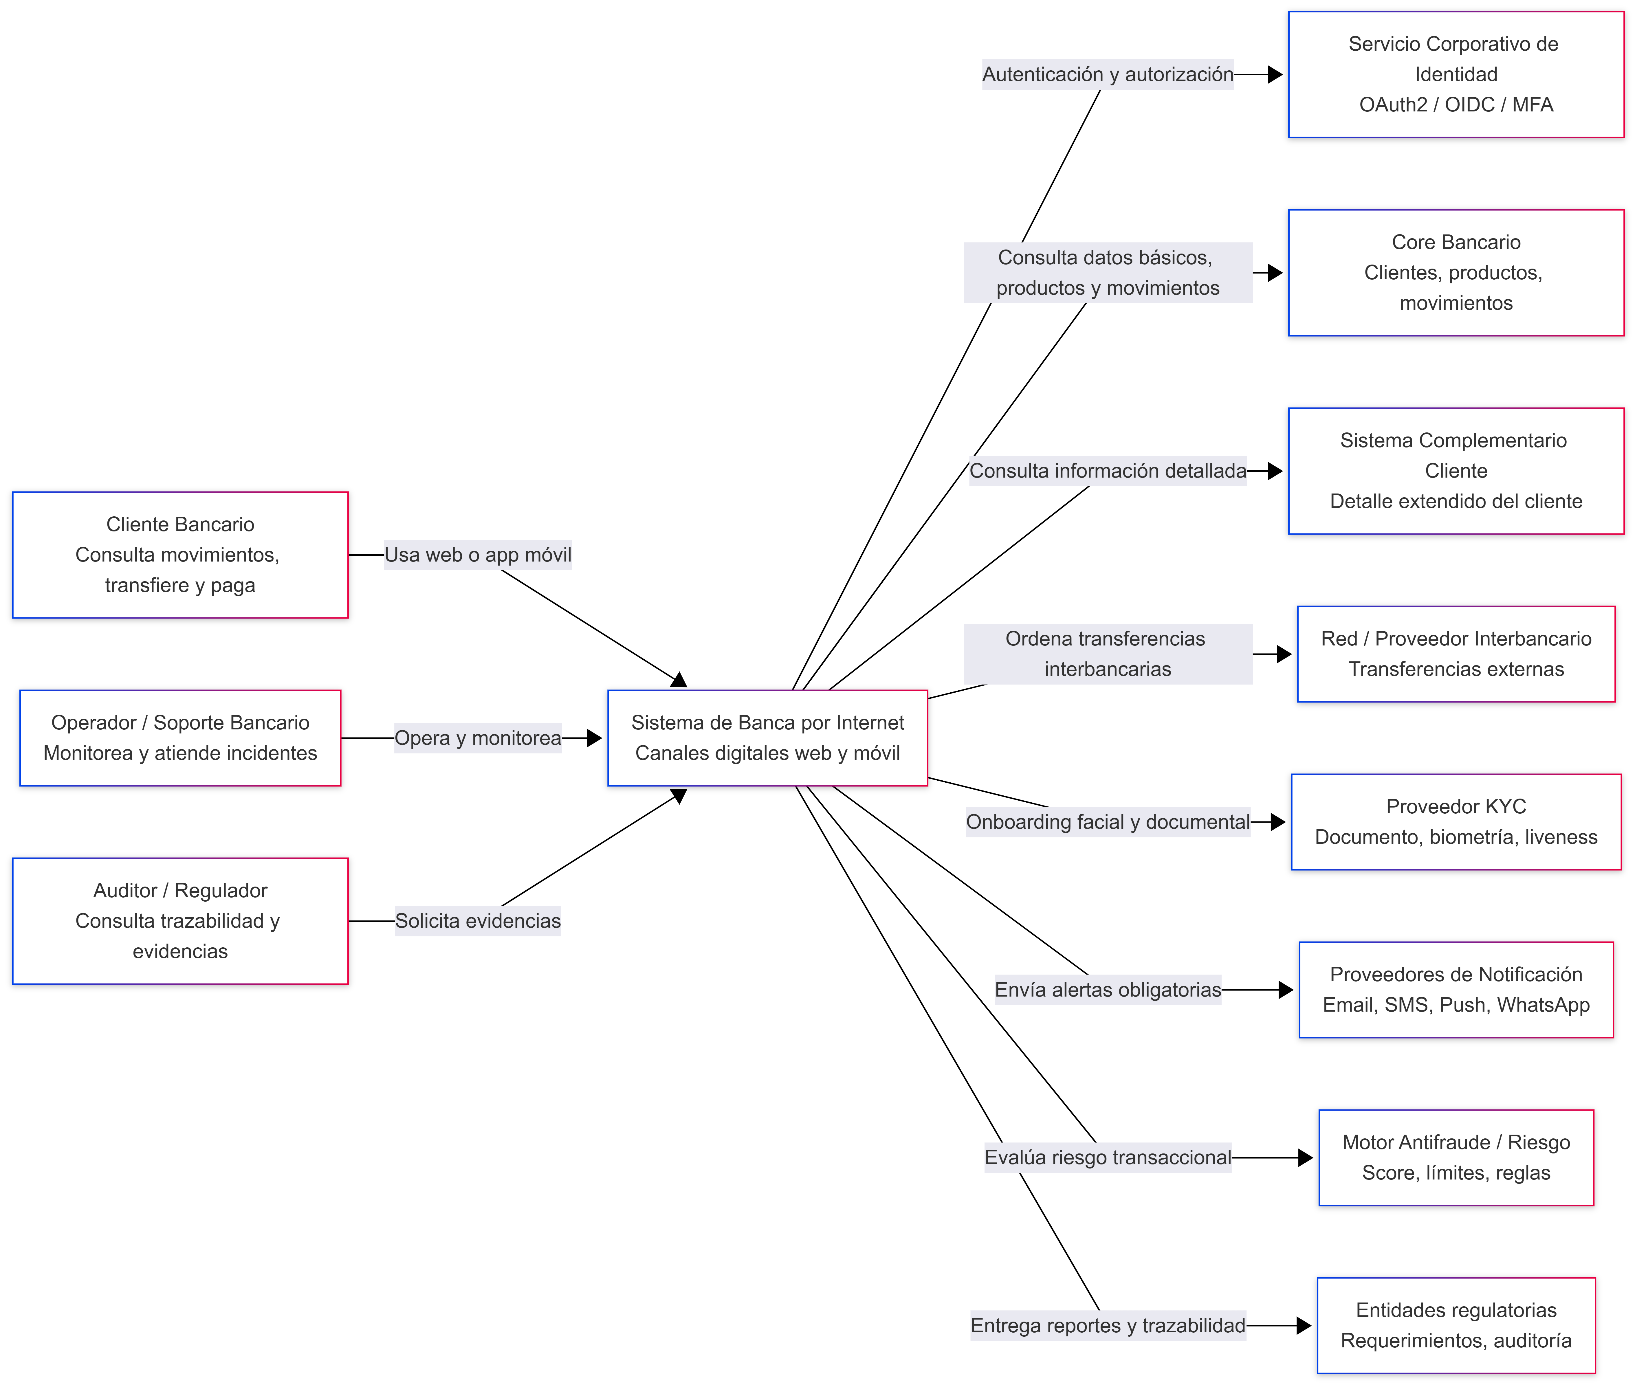 Cliente Bancario
Consulta movimientos,
transfiere y paga
Operador / Soporte Bancario
Monitorea y atiende incidentes
Auditor / Regulador
Consulta trazabilidad y
evidencias
Usa web o app móvil
Opera y monitorea
Solicita evidencias
Sistema de Banca por Internet
Canales digitales web y móvil
Autenticación y autorización
Consulta datos básicos,
productos y movimientos
Consulta información detallada
Ordena transferencias
interbancarias
Onboarding facial y documental
Envía alertas obligatorias
Evalúa riesgo transaccional
Entrega reportes y trazabilidad
Servicio Corporativo de
Identidad
OAuth2 / OIDC / MFA
Core Bancario
Clientes, productos,
movimientos
Sistema Complementario
Cliente
Detalle extendido del cliente
Red / Proveedor Interbancario
Transferencias externas
Proveedor KYC
Documento, biometría, liveness
Proveedores de Notificación
Email, SMS, Push, WhatsApp
Motor Antifraude / Riesgo
Score, límites, reglas
Entidades regulatorias
Requerimientos, auditoría